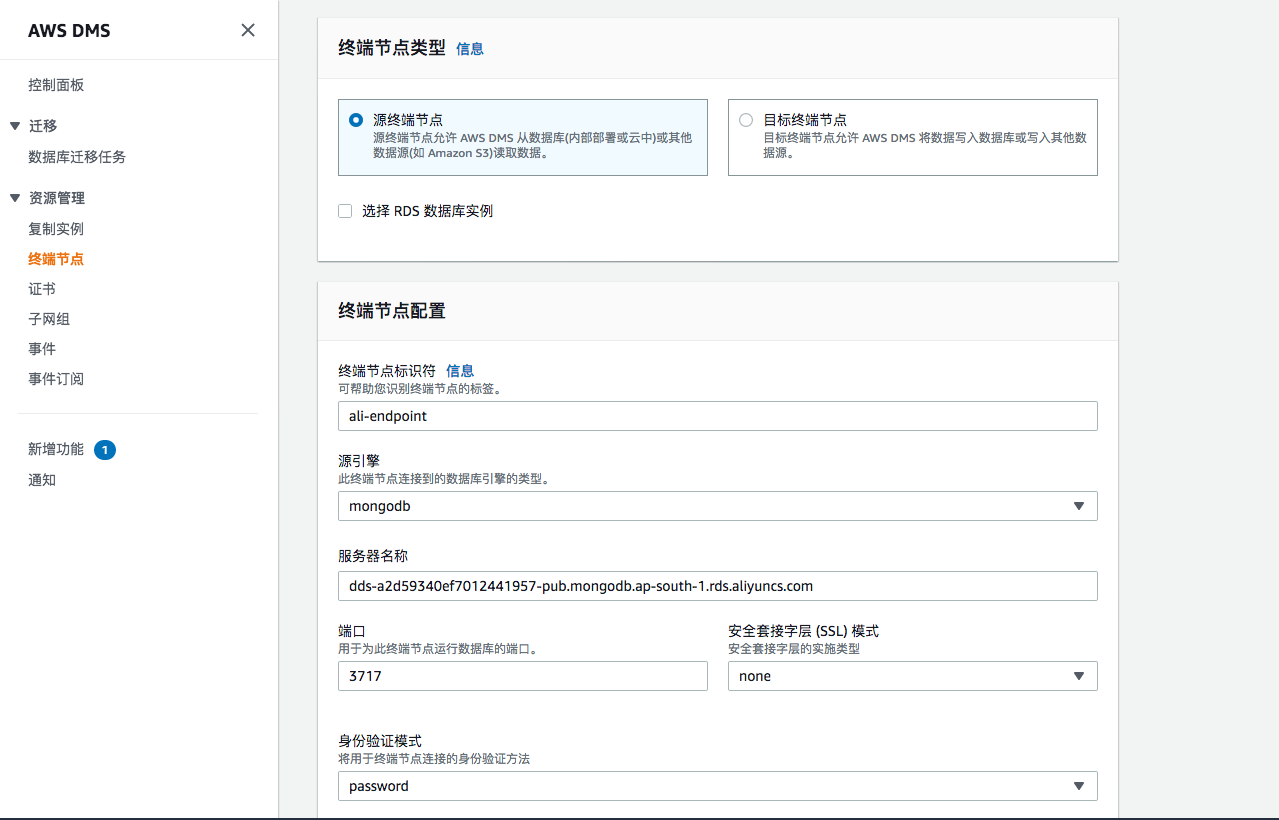 AWS DMS
控制面板
迁移
数据库迁移任务
资源管理
复制实例
终端节点
证书
子网组
事件
事件订阅
新增功能 1
通知
终端节点类型 信息
源终端节点
源终端节点允许 AWS DMS 从数据库(内部部署或云中)或其他
数据源(如 Amazon S3)读取数据。
目标终端节点
目标终端节点允许 AWS DMS 将数据写入数据库或写入其他数
据源。
选择 RDS 数据库实例
终端节点配置
终端节点标识符 信息
可帮助您识别终端节点的标签。
ali-endpoint
源引擎
此终端节点连接到的数据库引擎的类型。
mongodb
服务器名称
dds-a2d59340ef7012441957-pub.mongodb.ap-south-1.rds.aliyuncs.com
端口
用于为此终端节点运行数据库的端口。
3717
安全套接字层 (SSL) 模式
安全套接字层的实施类型
none
身份验证模式
将用于终端节点连接的身份验证方法
password